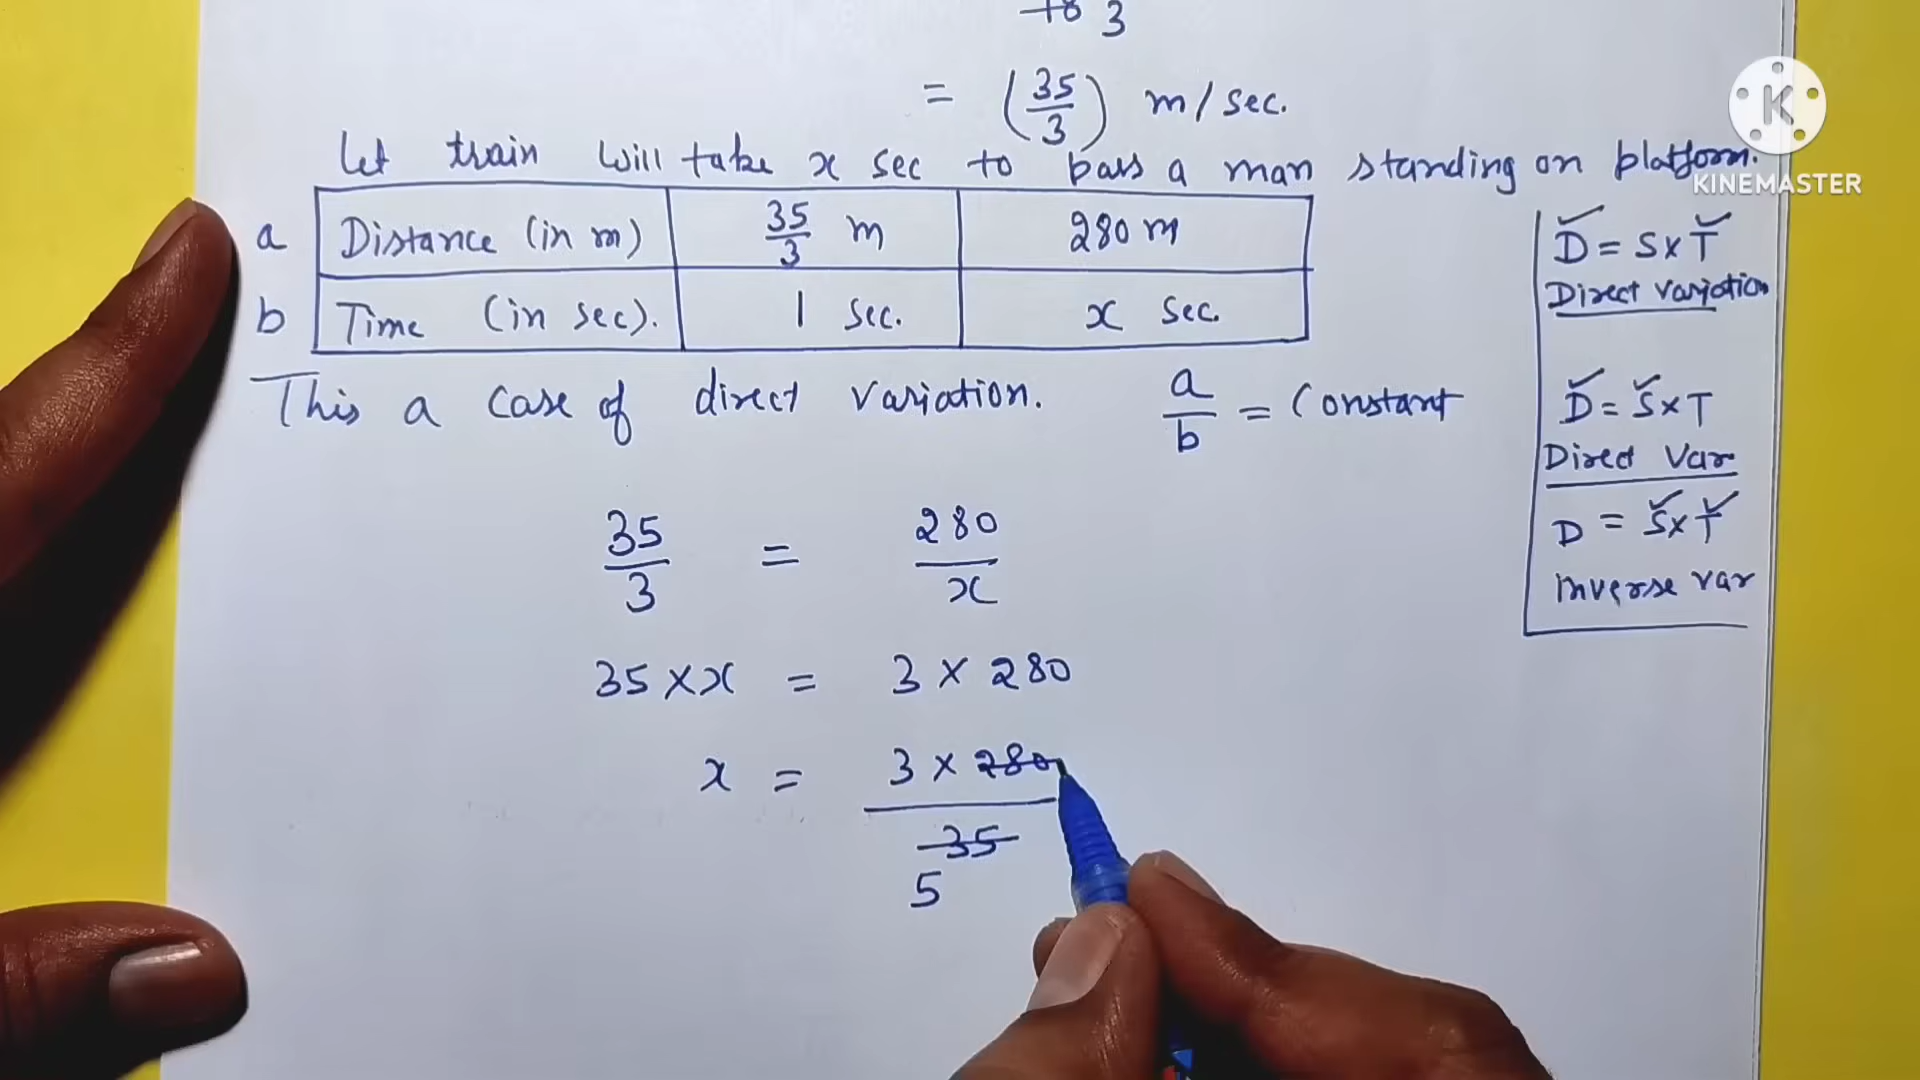 18 3
= (35/3) m/sec.
Let train will take x sec to pass a man standing on platform.
KINEMASTER
a Distance (in m) 35/3 m 280 m
b Time (in sec). 1 sec. x sec.
This a case of direct variation. a/b = Constant
35/3 = 280/x
35 × x = 3 × 280
x = 3 × 280 / 35
5
D = S × T
Direct variation
D = S × T
Direct Var
D = S × T
Inverse var